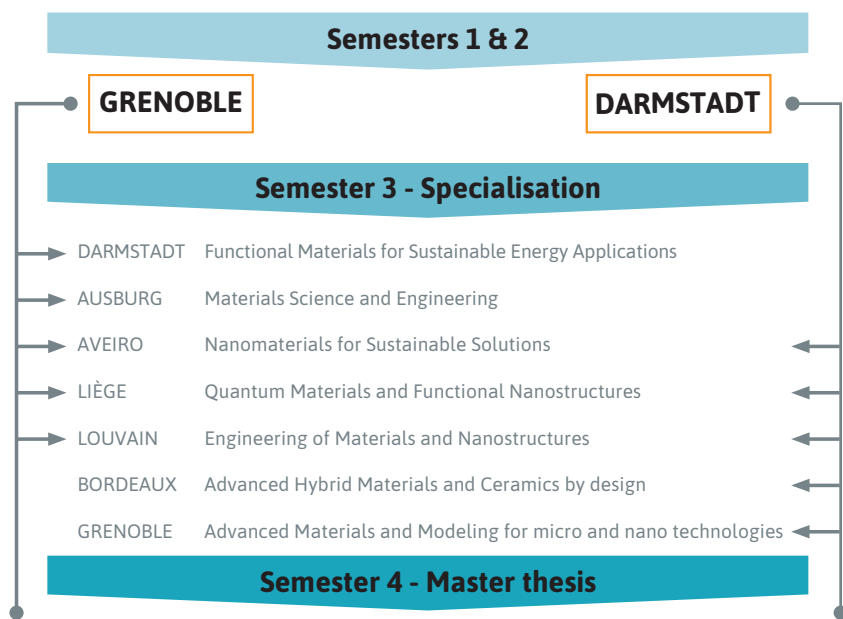 Semesters 1 & 2
GRENOBLE
DARMSTADT
Semester 3 - Specialisation
DARMSTADT Functional Materials for Sustainable Energy Applications
AUSBURG Materials Science and Engineering
AVEIRO Nanomaterials for Sustainable Solutions
LIÈGE Quantum Materials and Functional Nanostructures
LOUVAIN Engineering of Materials and Nanostructures
BORDEAUX Advanced Hybrid Materials and Ceramics by design
GRENOBLE Advanced Materials and Modeling for micro and nano technologies
Semester 4 - Master thesis